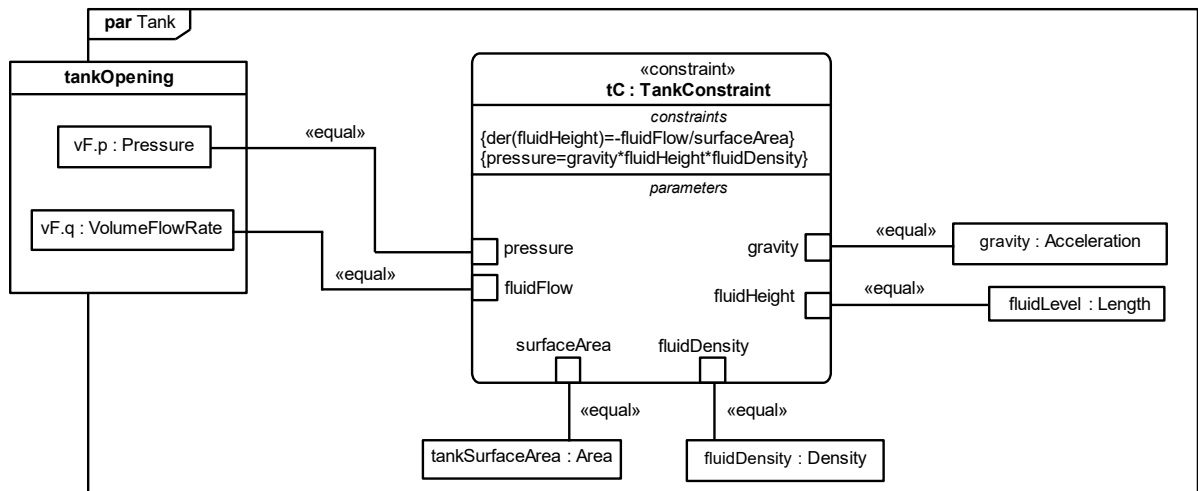 par Tank
tankOpening
vF.p : Pressure
vF.q : VolumeFlowRate
«equal»
«equal»
«constraint»
tC : TankConstraint
constraints
{der(fluidHeight)=-fluidFlow/surfaceArea}
{pressure=gravity*fluidHeight*fluidDensity}
parameters
pressure
fluidFlow
gravity
fluidHeight
surfaceArea
fluidDensity
«equal»
gravity : Acceleration
«equal»
fluidLevel : Length
«equal»
«equal»
tankSurfaceArea : Area
fluidDensity : Density